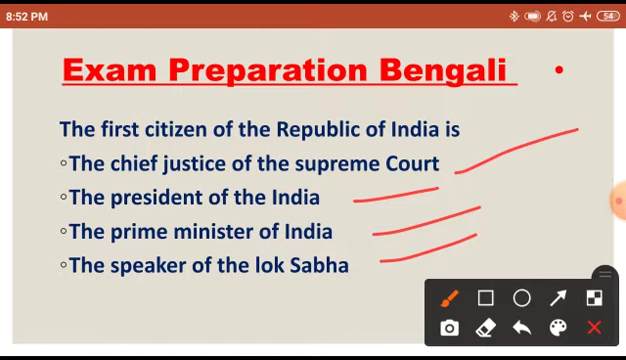 8:52 PM 54
Exam Preparation Bengali
The first citizen of the Republic of India is
◦The chief justice of the supreme Court
◦The president of the India
◦The prime minister of India
◦The speaker of the lok Sabha